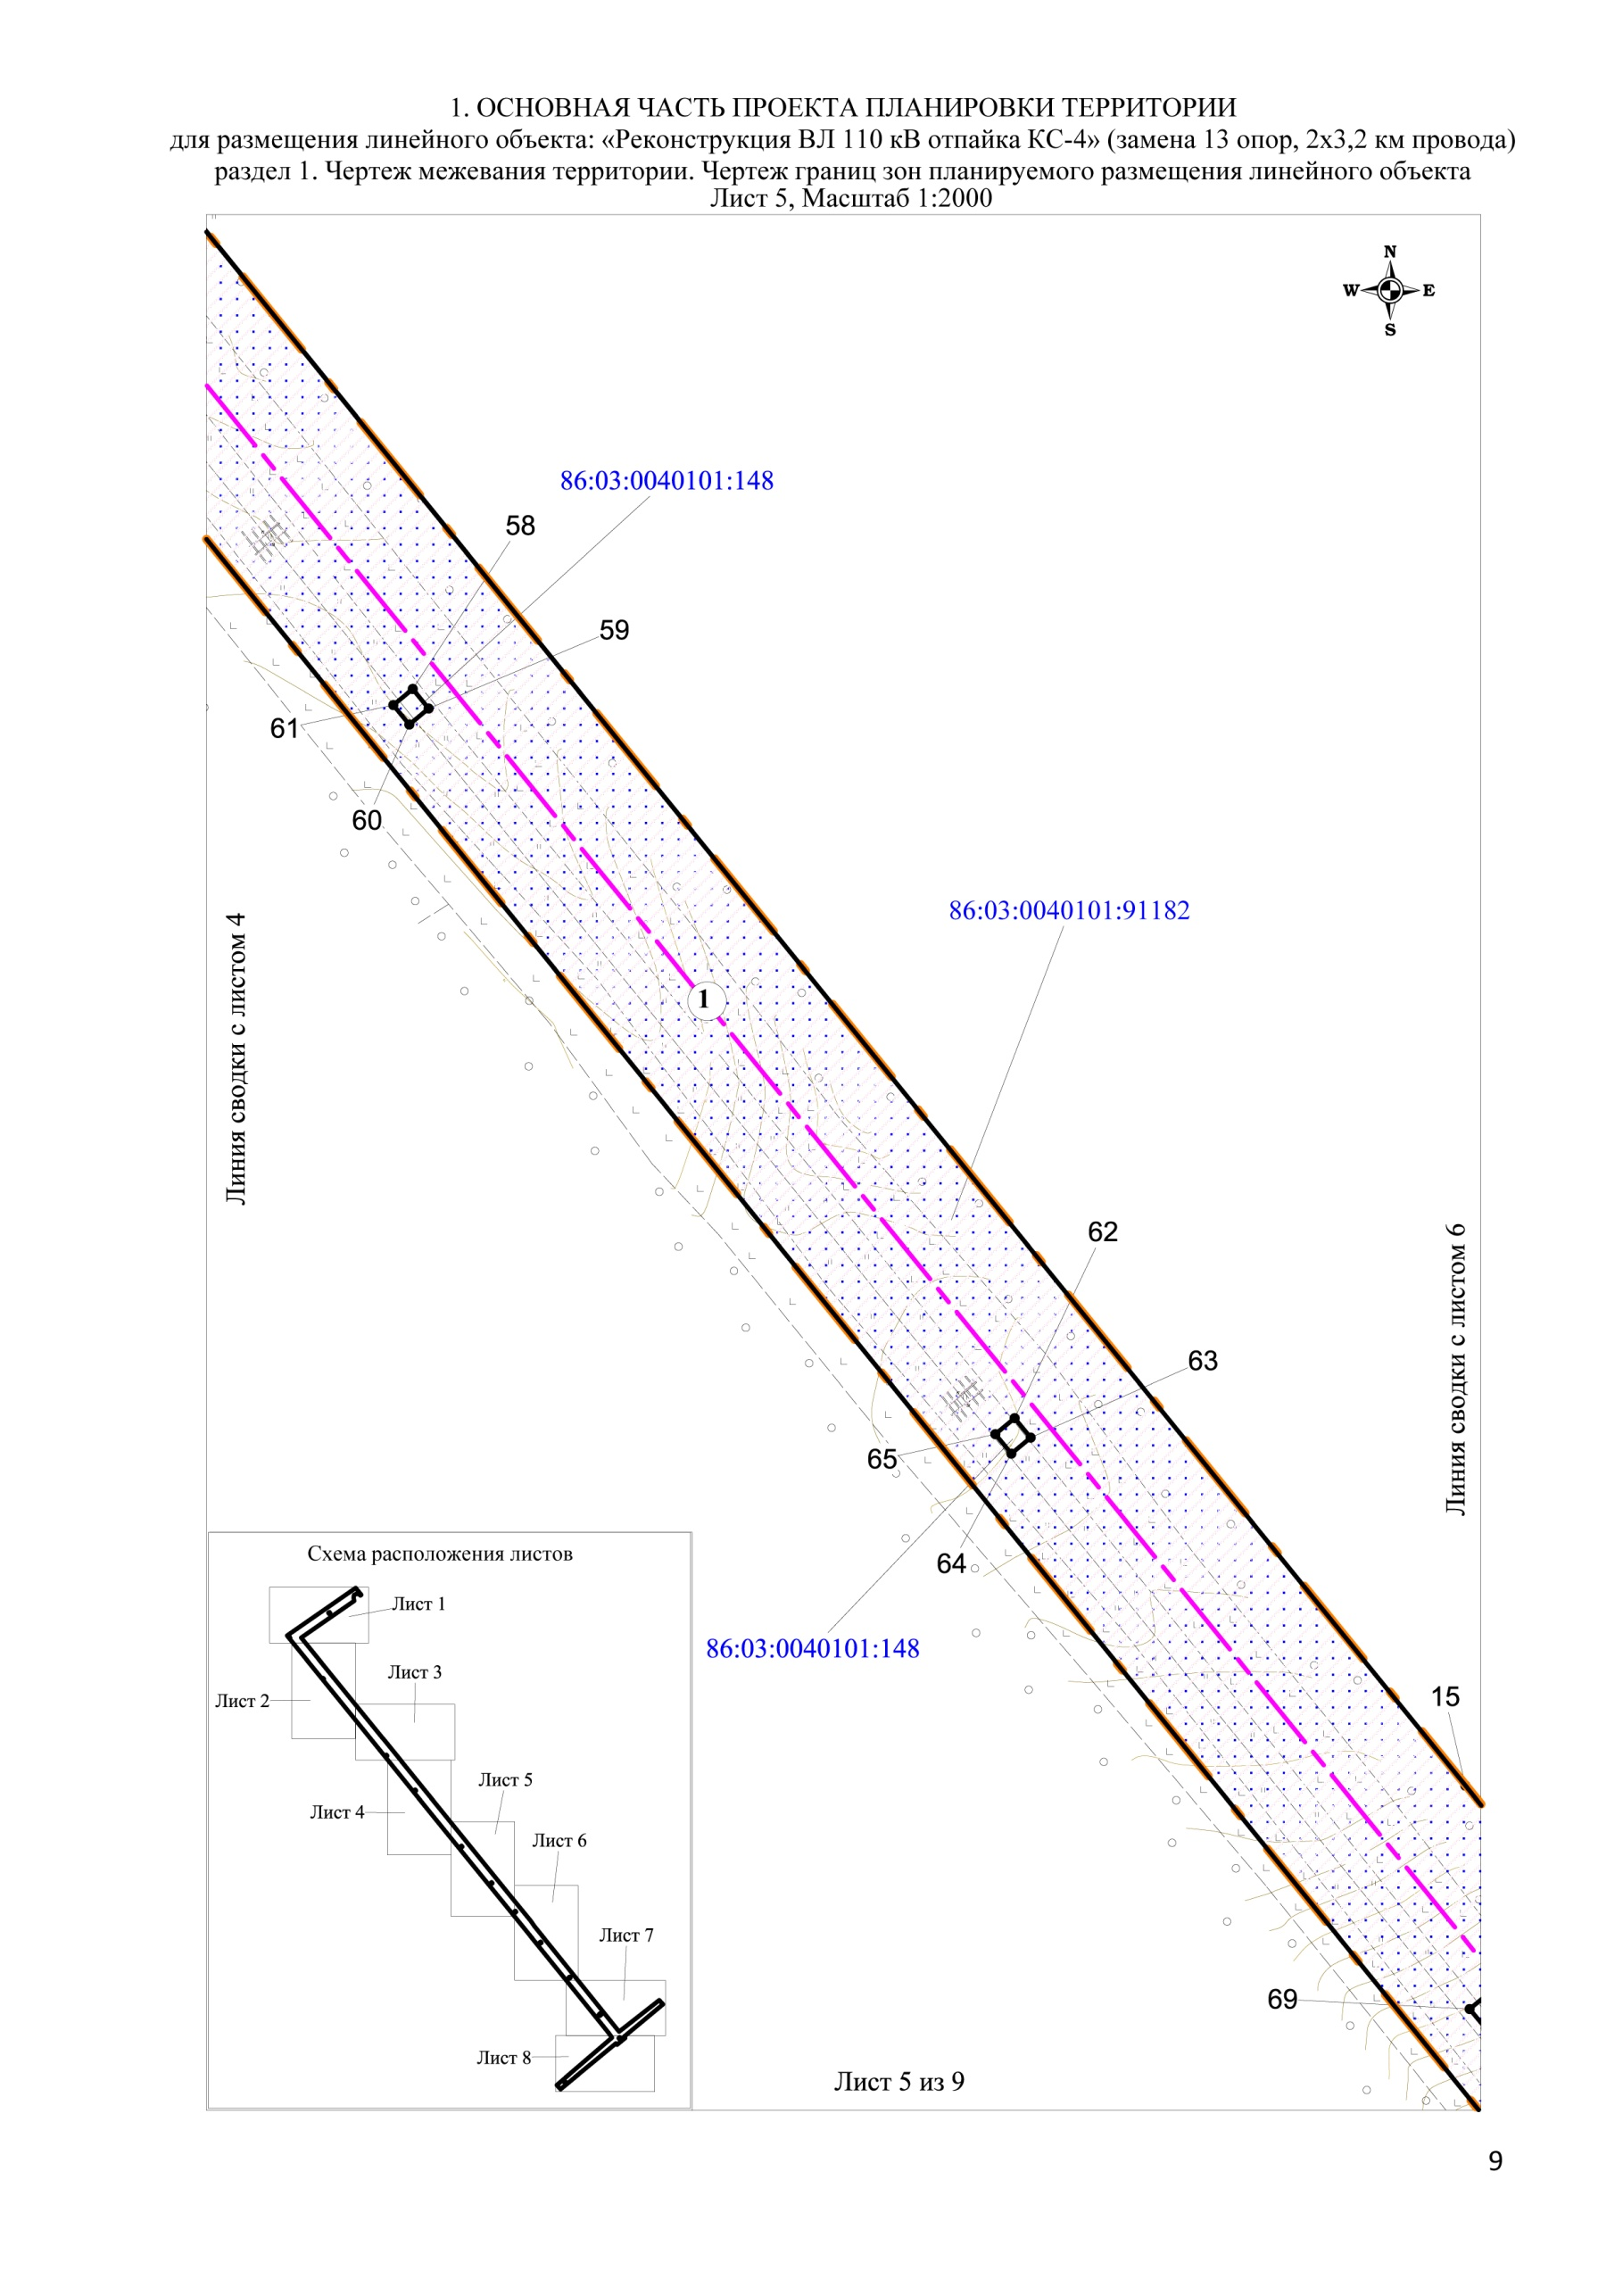 1. ОСНОВНАЯ ЧАСТЬ ПРОЕКТА ПЛАНИРОВКИ ТЕРРИТОРИИ
для размещения линейного объекта: «Реконструкция ВЛ 110 кВ отпайка КС-4» (замена 13 опор, 2х3,2 км провода)
раздел 1. Чертеж межевания территории. Чертеж границ зон планируемого размещения линейного объекта
Лист 5, Масштаб 1:2000
N
W E
S
86:03:0040101:148
58
59
61
60
86:03:0040101:91182
Линия сводки с листом 4
1
62
Линия сводки с листом 6
63
65
64
86:03:0040101:148
15
69
Схема расположения листов
Лист 1
Лист 3
Лист 2
Лист 5
Лист 4
Лист 6
Лист 7
Лист 8
Лист 5 из 9
9